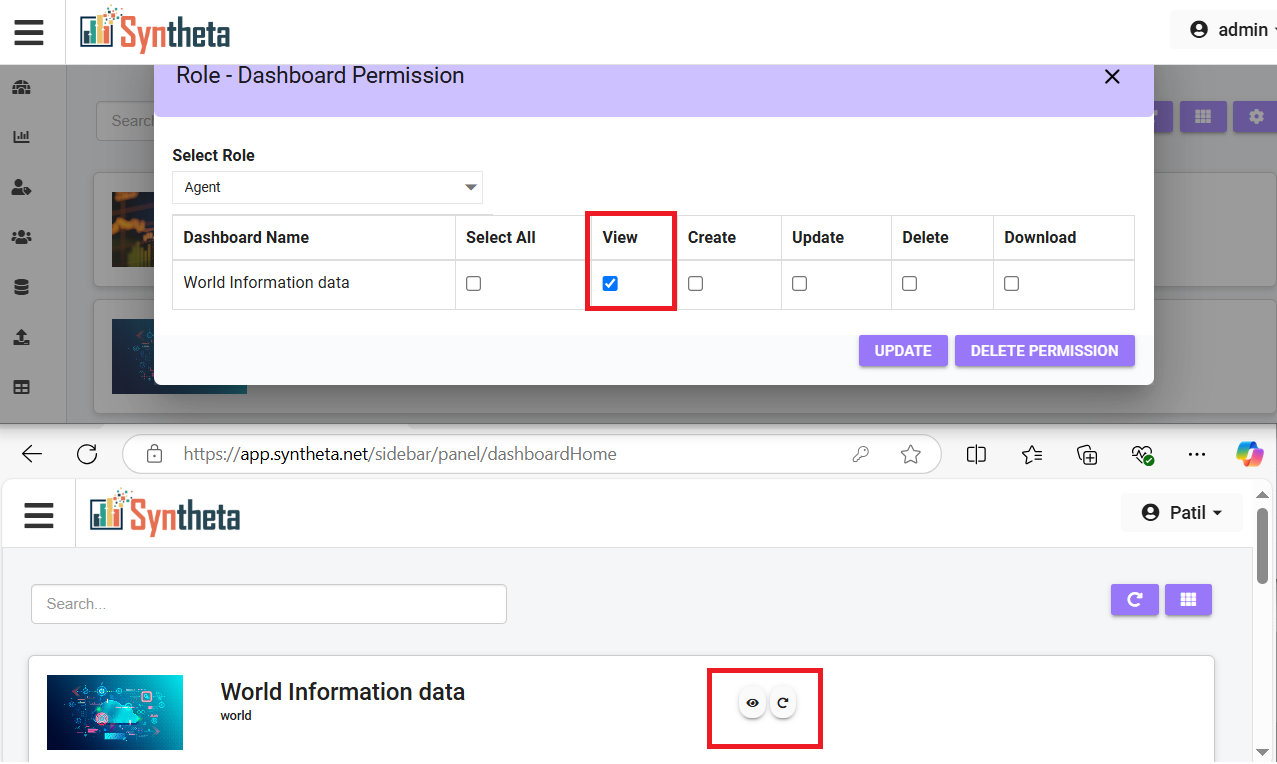 Syntheta
admin
Role - Dashboard Permission
Search
Select Role
Agent
Dashboard Name Select All View Create Update Delete Download
World Information data
UPDATE DELETE PERMISSION
https://app.syntheta.net/sidebar/panel/dashboardHome
Syntheta
Patil
Search...
World Information data
world